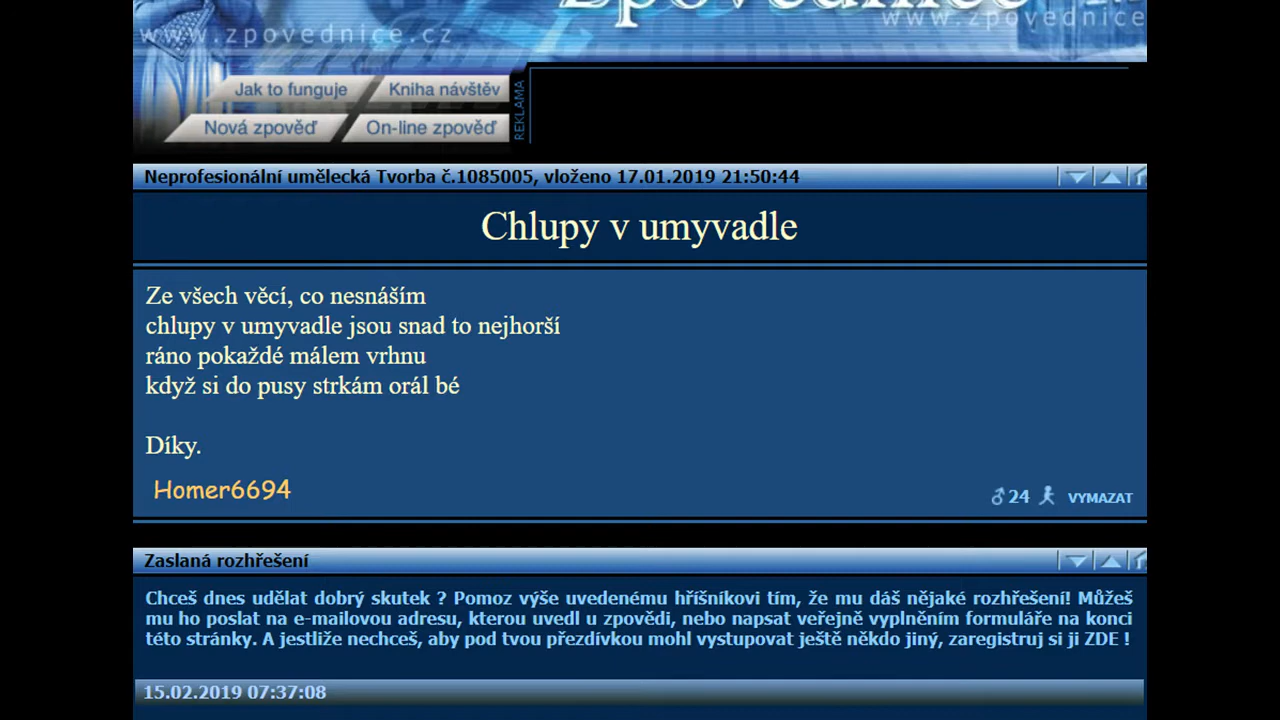 Zpovědnice
www.zpovednice.cz
www.zpovednice
Jak to funguje
Kniha návštěv
Nová zpověď
On-line zpověď
REKLAMA
Neprofesionální umělecká Tvorba č.1085005, vloženo 17.01.2019 21:50:44
Chlupy v umyvadle
Ze všech věcí, co nesnáším
chlupy v umyvadle jsou snad to nejhorší
ráno pokaždé málem vrhnu
když si do pusy strkám orál bé
Díky.
Homer6694
24 VYMAZAT
Zaslaná rozhřešení
Chceš dnes udělat dobrý skutek ? Pomoz výše uvedenému hříšníkovi tím, že mu dáš nějaké rozhřešení! Můžeš
mu ho poslat na e-mailovou adresu, kterou uvedl u zpovědi, nebo napsat veřejně vyplněním formuláře na konci
této stránky. A jestliže nechceš, aby pod tvou přezdívkou mohl vystupovat ještě někdo jiný, zaregistruj si ji ZDE !
15.02.2019 07:37:08